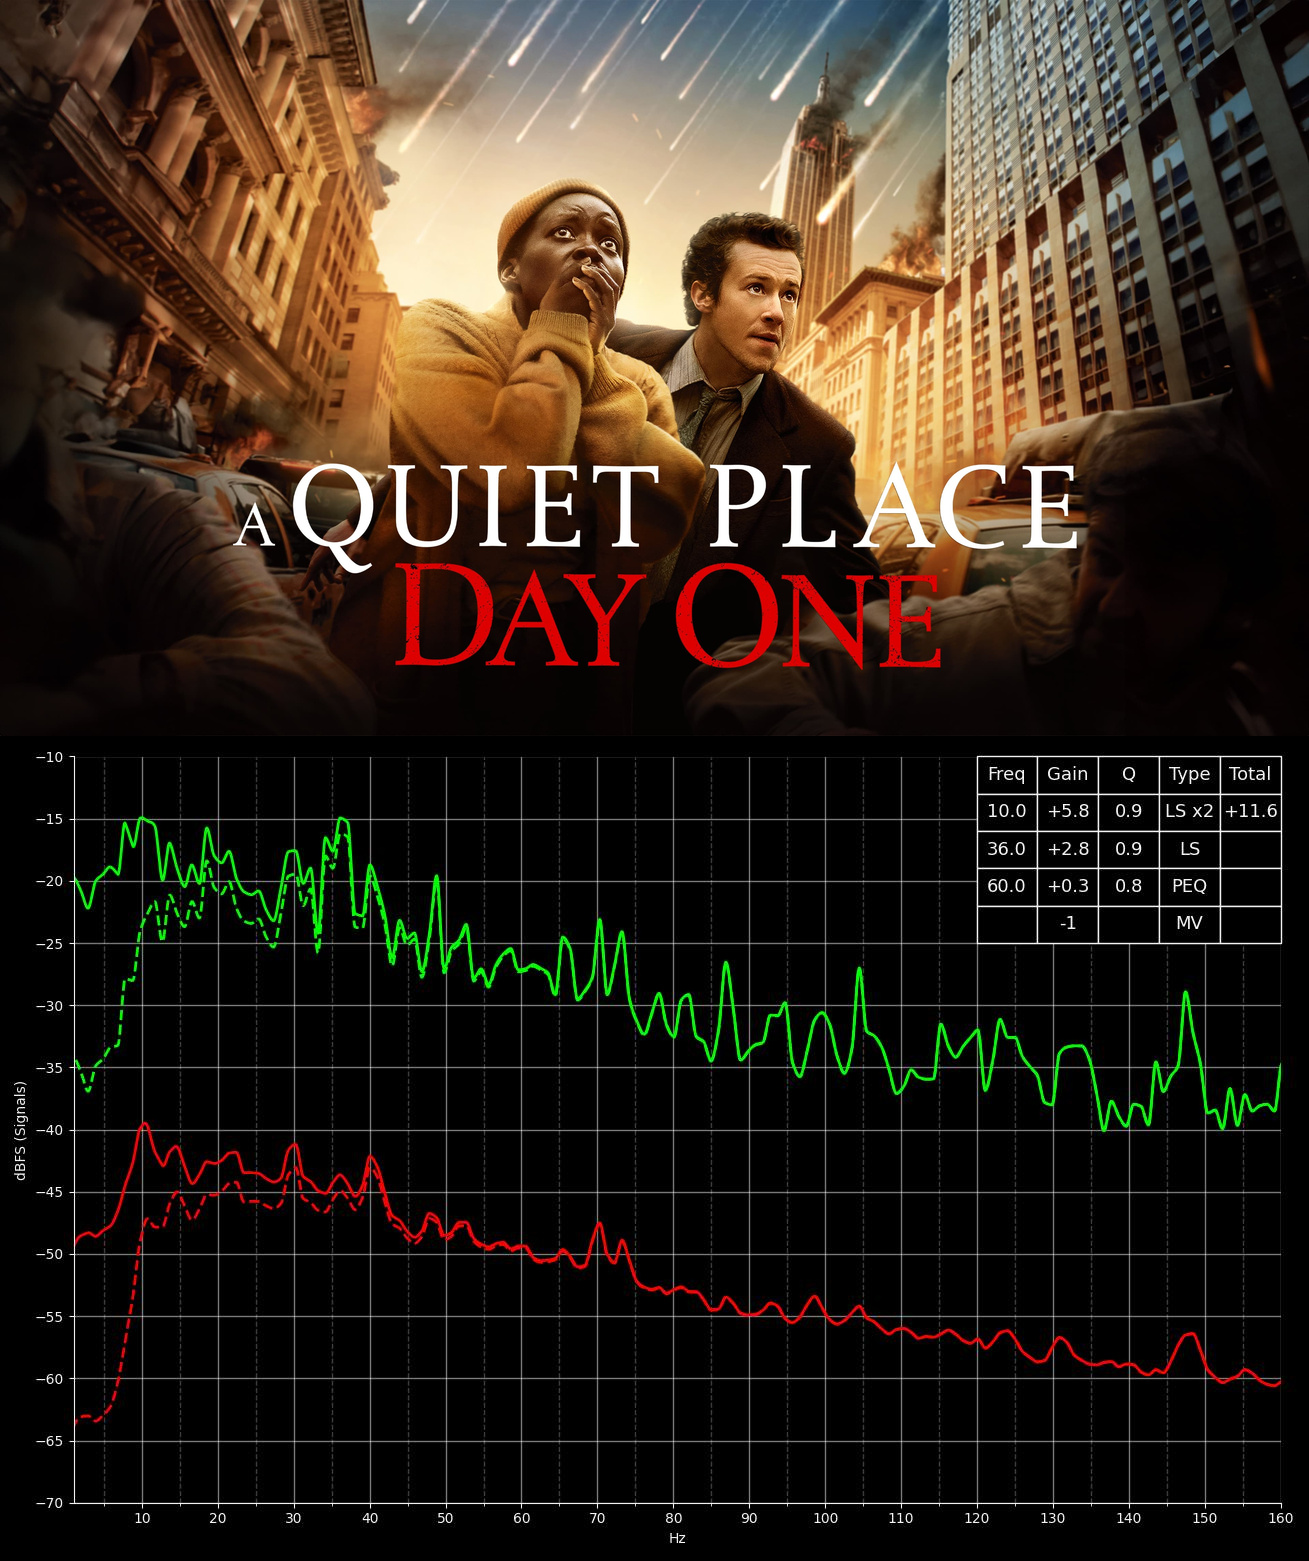 A QUIET PLACE
DAY ONE
Freq Gain Q Type Total
10.0 +5.8 0.9 LS x2 +11.6
36.0 +2.8 0.9 LS
60.0 +0.3 0.8 PEQ
-1 MV
−10
−15
−20
−25
−30
−35
−40
−45
−50
−55
−60
−65
−70
dBFS (Signals)
10 20 30 40 50 60 70 80 90 100 110 120 130 140 150 160
Hz